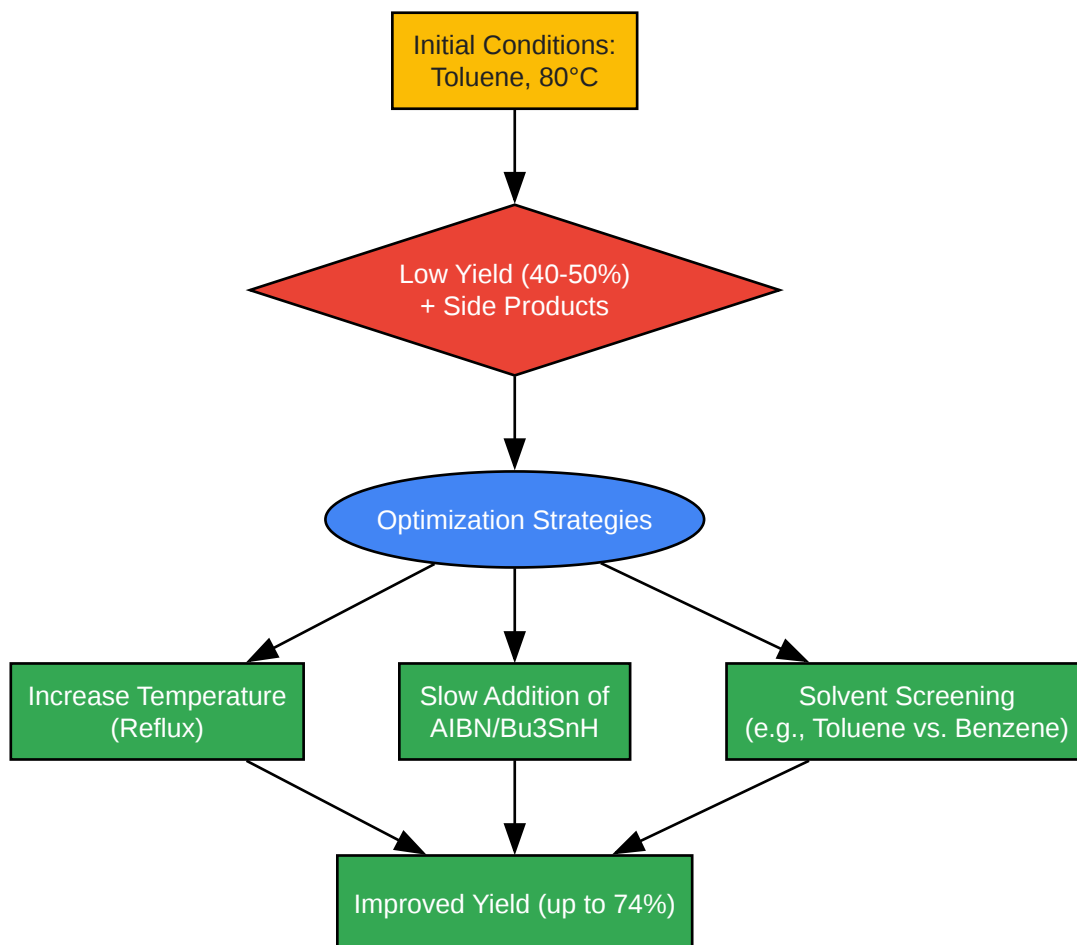 Initial Conditions:
Toluene, 80°C
Low Yield (40-50%)
+ Side Products
Optimization Strategies
Increase Temperature
(Reflux)
Slow Addition of
AIBN/Bu3SnH
Solvent Screening
(e.g., Toluene vs. Benzene)
Improved Yield (up to 74%)